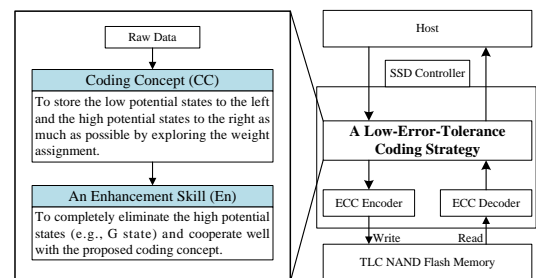 Raw Data
Coding Concept (CC)
To store the low potential states to the left
and the high potential states to the right as
much as possible by exploring the weight
assignment.
An Enhancement Skill (En)
To completely eliminate the high potential
states (e.g., G state) and cooperate well
with the proposed coding concept.
Host
SSD Controller
A Low-Error-Tolerance
Coding Strategy
ECC Encoder
ECC Decoder
Write
Read
TLC NAND Flash Memory